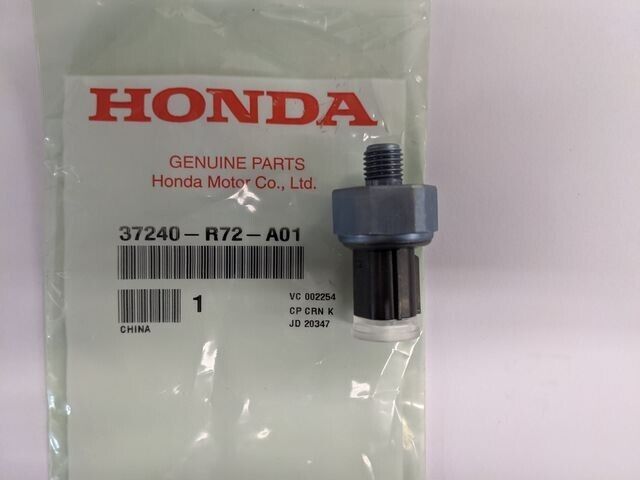 HONDA
GENUINE PARTS
Honda Motor Co., Ltd.
37240-R72-A01
1
CHINA
VC 002254
CP CRN K
JD 20347